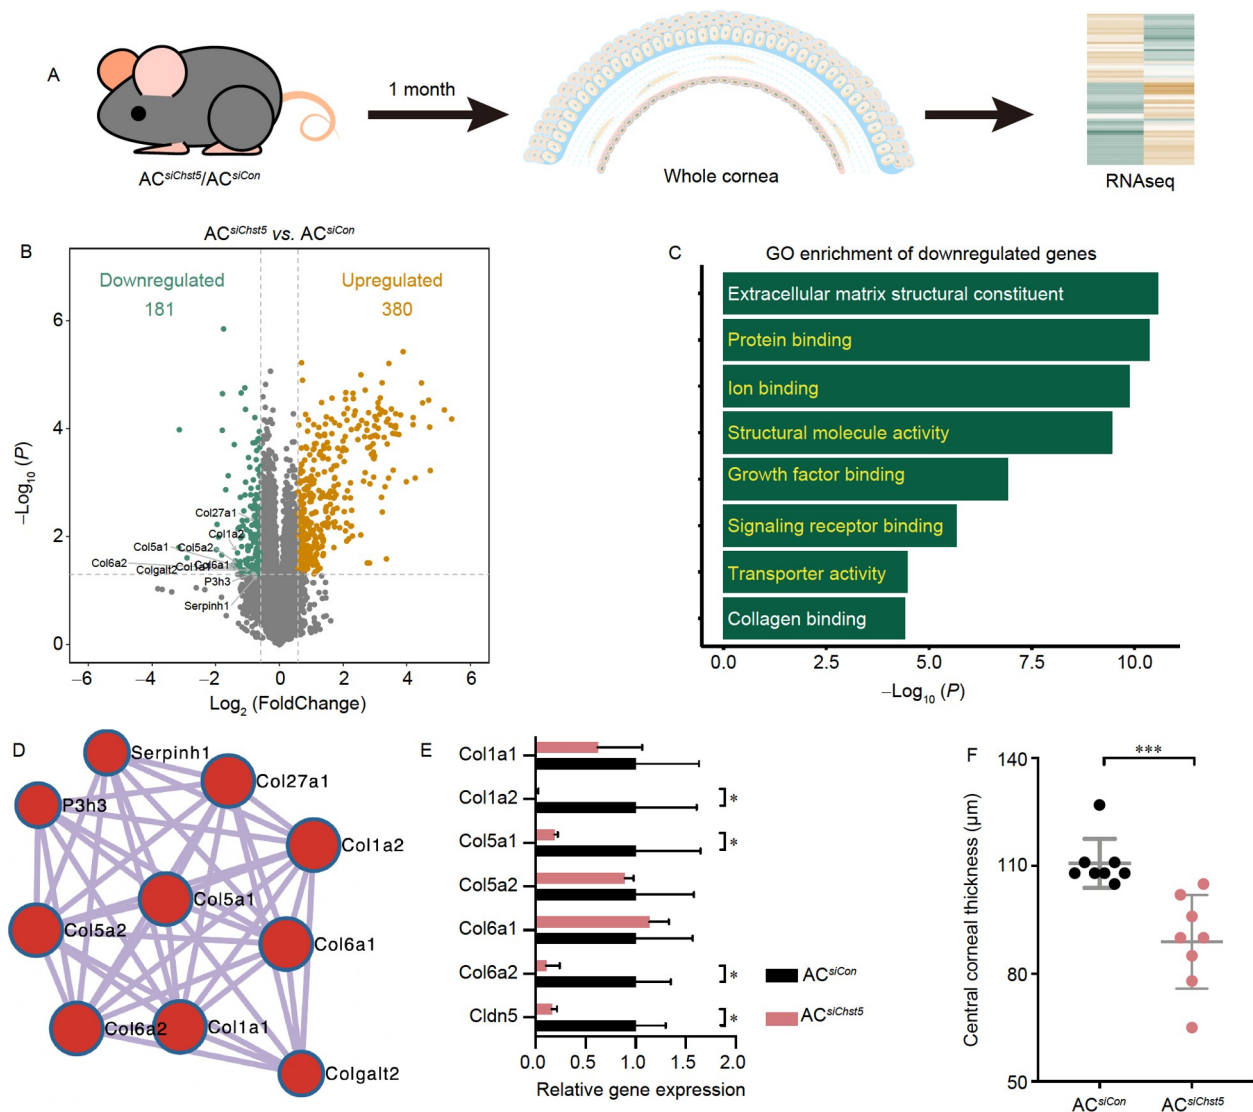 A
1 month
AC^siChst5/AC^siCon
Whole cornea
RNAseq
B
AC^siChst5 vs. AC^siCon
Downregulated
181
Upregulated
380
6
4
2
0
−Log10 (P)
Col27a1
Col1a2
Col5a1
Col5a2
Col6a2
Colgalt2
Col1a1
Col6a1
P3h3
Serpinh1
−6
−4
−2
0
2
4
6
Log2 (FoldChange)
C
GO enrichment of downregulated genes
Extracellular matrix structural constituent
Protein binding
Ion binding
Structural molecule activity
Growth factor binding
Signaling receptor binding
Transporter activity
Collagen binding
0.0
2.5
5.0
7.5
10.0
−Log10 (P)
D
Serpinh1
Col27a1
P3h3
Col1a2
Col5a1
Col5a2
Col6a1
Col6a2
Col1a1
Colgalt2
E
Col1a1
Col1a2
*
Col5a1
*
Col5a2
Col6a1
Col6a2
*
Cldn5
*
AC^siCon
AC^siChst5
0.0
0.5
1.0
1.5
2.0
Relative gene expression
F
***
140
110
80
50
Central corneal thickness (μm)
AC^siCon
AC^siChst5